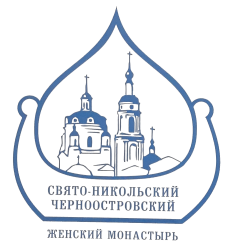 СВЯТО-НИКОЛЬСКИЙ
ЧЕРНООСТРОВСКИЙ
ЖЕНСКИЙ МОНАСТЫРЬ